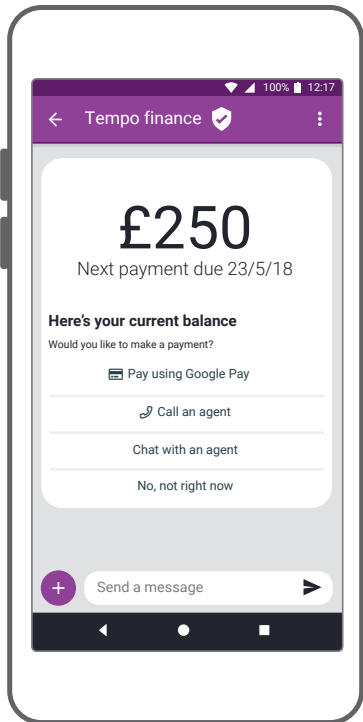 100% 12:17
Tempo finance
£250
Next payment due 23/5/18
Here's your current balance
Would you like to make a payment?
Pay using Google Pay
Call an agent
Chat with an agent
No, not right now
Send a message